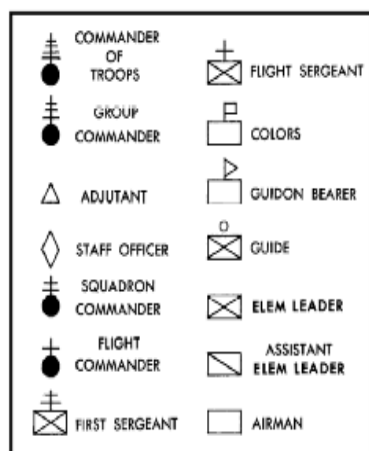 COMMANDER
OF
TROOPS
GROUP
COMMANDER
ADJUTANT
STAFF OFFICER
SQUADRON
COMMANDER
FLIGHT
COMMANDER
FIRST SERGEANT
FLIGHT SERGEANT
COLORS
GUIDON BEARER
GUIDE
ELEM LEADER
ASSISTANT
ELEM LEADER
AIRMAN